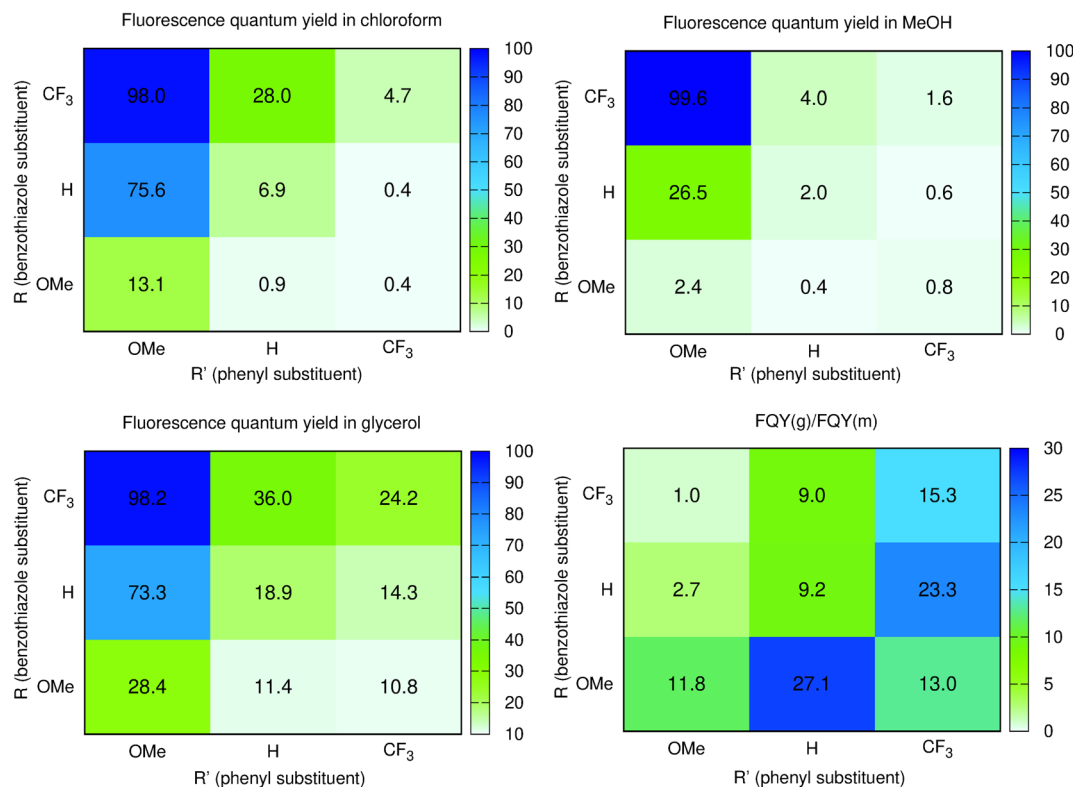 Fluorescence quantum yield in chloroform
R (benzothiazole substituent)
CF3 98.0 28.0 4.7
H 75.6 6.9 0.4
OMe 13.1 0.9 0.4
OMe H CF3
R' (phenyl substituent)
100
90
80
70
60
50
40
30
20
10
0
Fluorescence quantum yield in MeOH
R (benzothiazole substituent)
CF3 99.6 4.0 1.6
H 26.5 2.0 0.6
OMe 2.4 0.4 0.8
OMe H CF3
R' (phenyl substituent)
100
90
80
70
60
50
40
30
20
10
0
Fluorescence quantum yield in glycerol
R (benzothiazole substituent)
CF3 98.2 36.0 24.2
H 73.3 18.9 14.3
OMe 28.4 11.4 10.8
OMe H CF3
R' (phenyl substituent)
100
90
80
70
60
50
40
30
20
10
FQY(g)/FQY(m)
R (benzothiazole substituent)
CF3 1.0 9.0 15.3
H 2.7 9.2 23.3
OMe 11.8 27.1 13.0
OMe H CF3
R' (phenyl substituent)
30
25
20
15
10
5
0